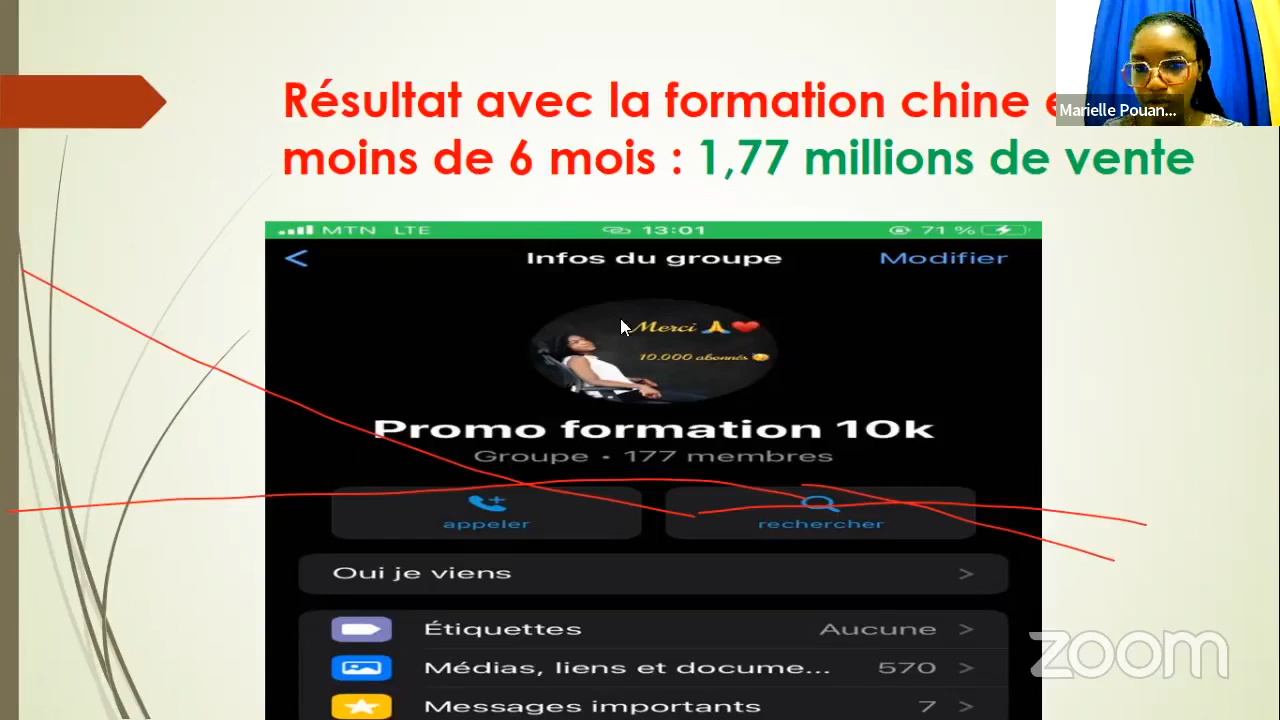 Résultat avec la formation chine
moins de 6 mois : 1,77 millions de vente
Marielle Pouan...
MTN LTE 13:01 71 %
Infos du groupe
Modifier
Merci 🙏❤️
10.000 abonnés
Promo formation 10k
Groupe • 177 membres
appeler
rechercher
Oui je viens >
Étiquettes Aucune >
Médias, liens et docume... 570 >
Messages importants 7 >
zoom